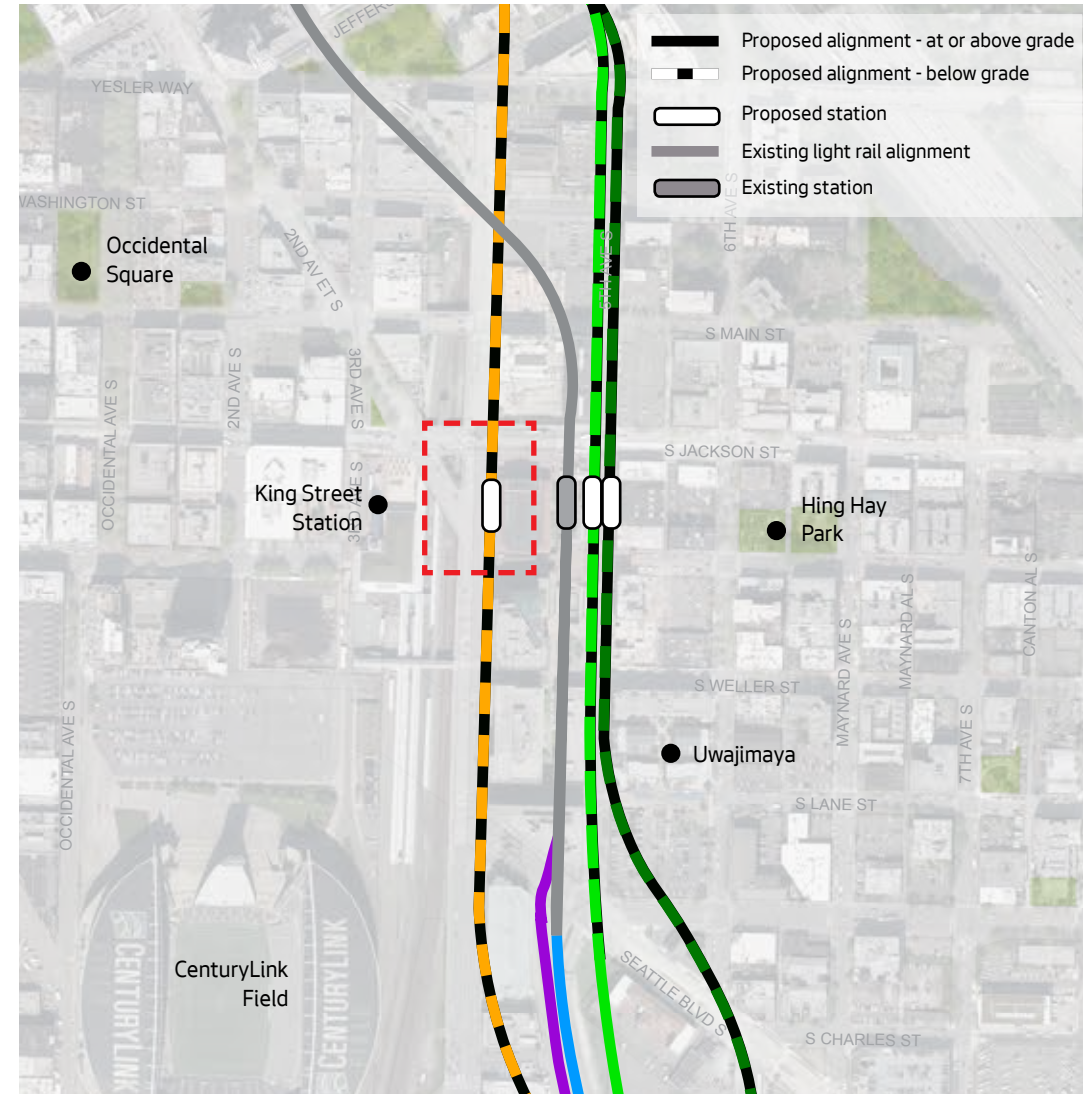 JEFFER
YESLER WAY
Proposed alignment - at or above grade
Proposed alignment - below grade
Proposed station
Existing light rail alignment
Existing station
WASHINGTON ST
Occidental
Square
2ND AV ET S
5TH AVE S
6TH AVE S
S MAIN ST
OCCIDENTAL AVE S
2ND AVE S
3RD AVE S
S JACKSON ST
King Street
Station
3RD AVE S
Hing Hay
Park
CANTON AL S
MAYNARD AL S
MAYNARD AVE S
S WELLER ST
OCCIDENTAL AVE S
7TH AVE S
Uwajimaya
S LANE ST
CenturyLink
Field
CENTURYLINK
CENTURYLINK
SEATTLE BLVD S
S CHARLES ST